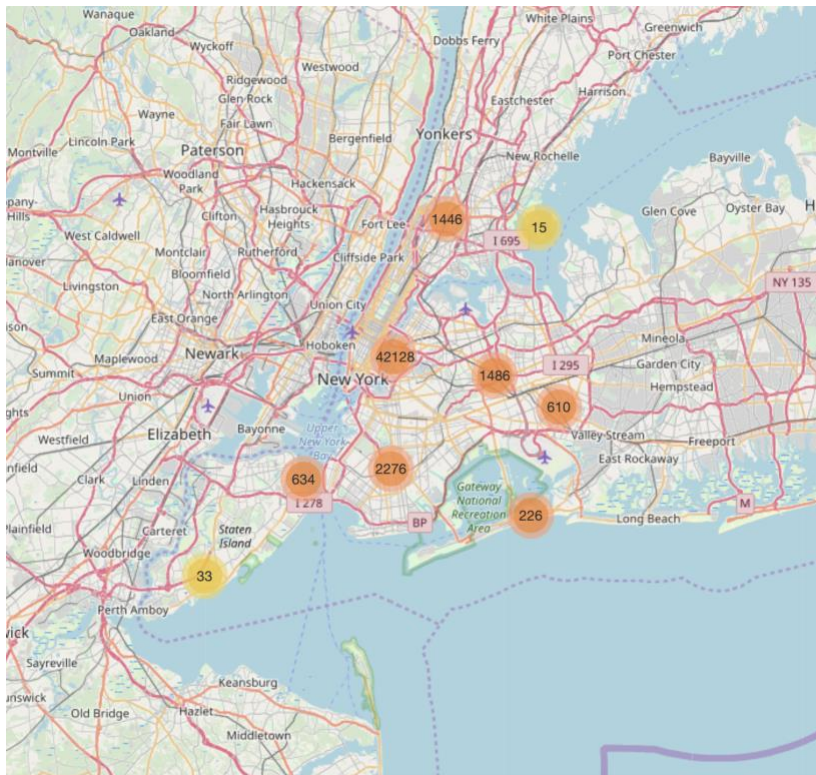 Wanaque
Oakland
Wyckoff
Westwood
Dobbs Ferry
White Plains
Greenwich
Port Chester
Ridgewood
Glen Rock
Fair Lawn
Harrison
Eastchester
Wayne
Bergenfield
Yonkers
Lincoln Park
Paterson
Montville
New Rochelle
Bayville
Woodland
Park
Hackensack
Hills
Clifton
Hasbrouck
Heights
Fort Lee
1446
15
Glen Cove
Oyster Bay
H
West Caldwell
I 695
Montclair
Rutherford
Cliffside Park
Bloomfield
Livingston
North Arlington
Union City
NY 135
East Orange
Hoboken
Mineola
Newark
42128
I 295
Garden City
Summit
New York
1486
Hempstead
Union
610
Westfield
Elizabeth
Bayonne
Upper
New York
Bay
Valley Stream
Freeport
East Rockaway
Clark
Linden
634
2276
Gateway
National
Recreation
Area
I 278
M
Plainfield
Carteret
Staten
Island
BP
226
Long Beach
Woodbridge
33
Perth Amboy
Sayreville
Keansburg
Old Bridge
Hazlet
Middletown